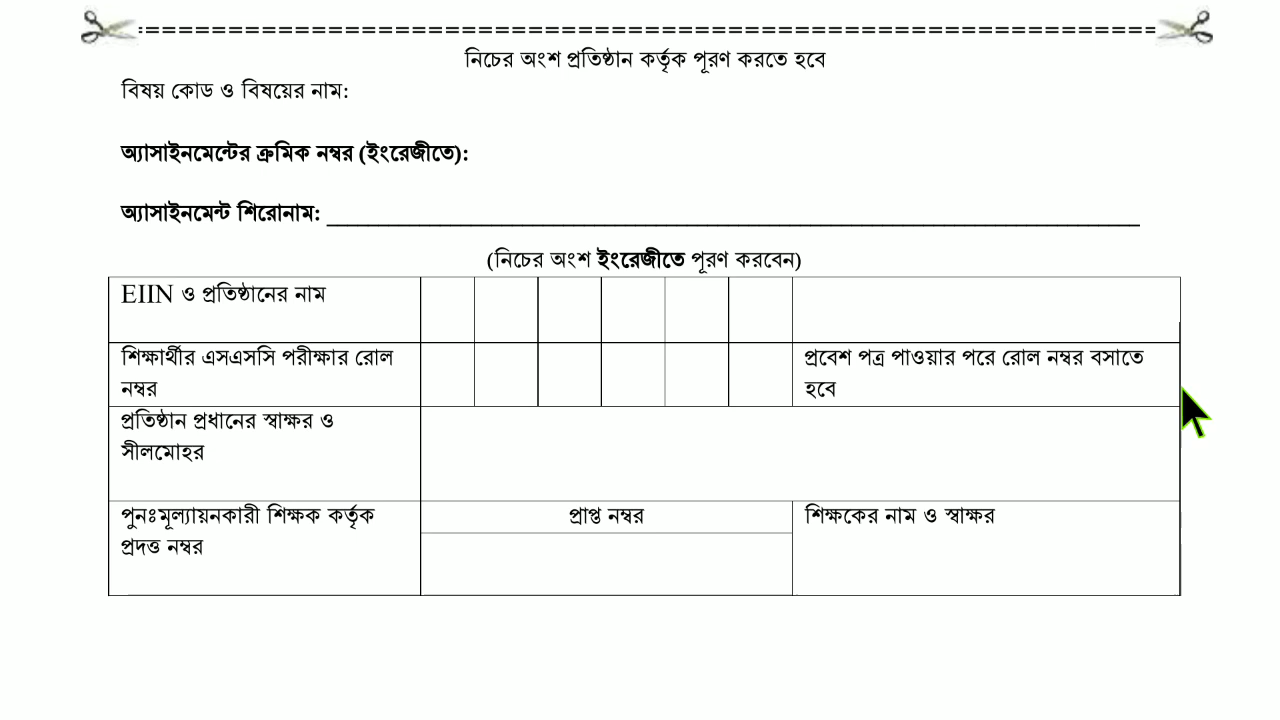 নিচের অংশ প্রতিষ্ঠান কর্তৃক পূরণ করতে হবে
বিষয় কোড ও বিষয়ের নাম:
অ্যাসাইনমেন্টের ক্রমিক নম্বর (ইংরেজীতে):
অ্যাসাইনমেন্ট শিরোনাম:
(নিচের অংশ ইংরেজীতে পূরণ করবেন)
EIIN ও প্রতিষ্ঠানের নাম
শিক্ষার্থীর এসএসসি পরীক্ষার রোল
নম্বর
প্রবেশ পত্র পাওয়ার পরে রোল নম্বর বসাতে
হবে
প্রতিষ্ঠান প্রধানের স্বাক্ষর ও
সীলমোহর
পুনঃমূল্যায়নকারী শিক্ষক কর্তৃক
প্রদত্ত নম্বর
প্রাপ্ত নম্বর
শিক্ষকের নাম ও স্বাক্ষর